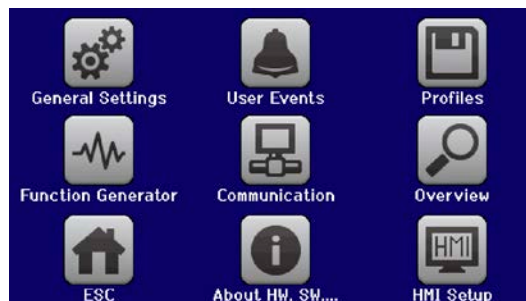 General Settings
User Events
Profiles
Function Generator
Communication
Overview
HMI
ESC
About HW, SW,...
HMI Setup